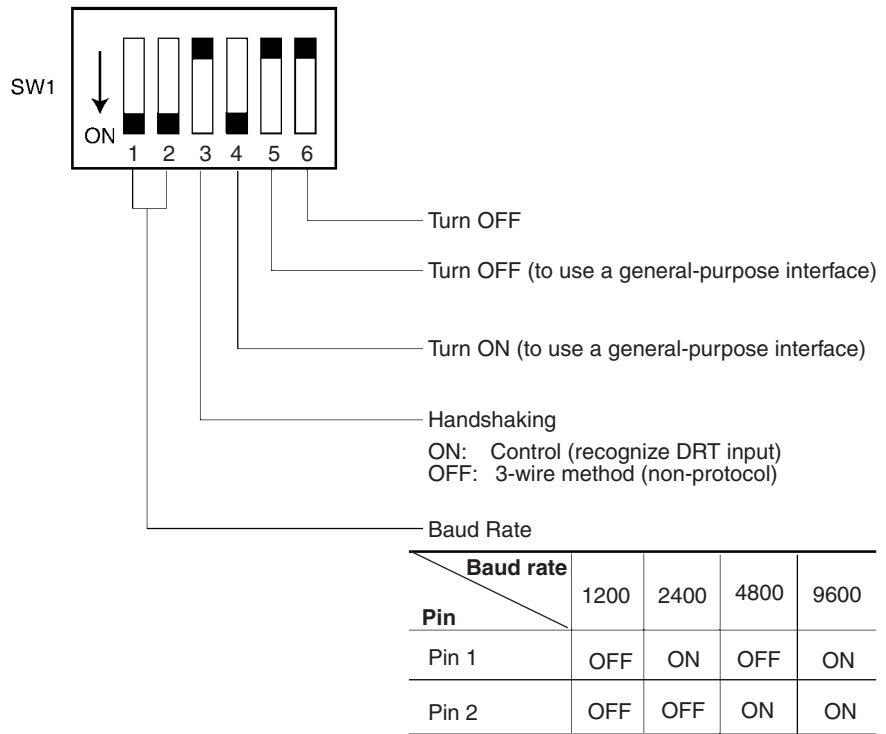 SW1
ON
1 2 3 4 5 6
Turn OFF
Turn OFF (to use a general-purpose interface)
Turn ON (to use a general-purpose interface)
Handshaking
ON: Control (recognize DRT input)
OFF: 3-wire method (non-protocol)
Baud Rate
Baud rate
Pin
1200 2400 4800 9600
Pin 1 OFF ON OFF ON
Pin 2 OFF OFF ON ON